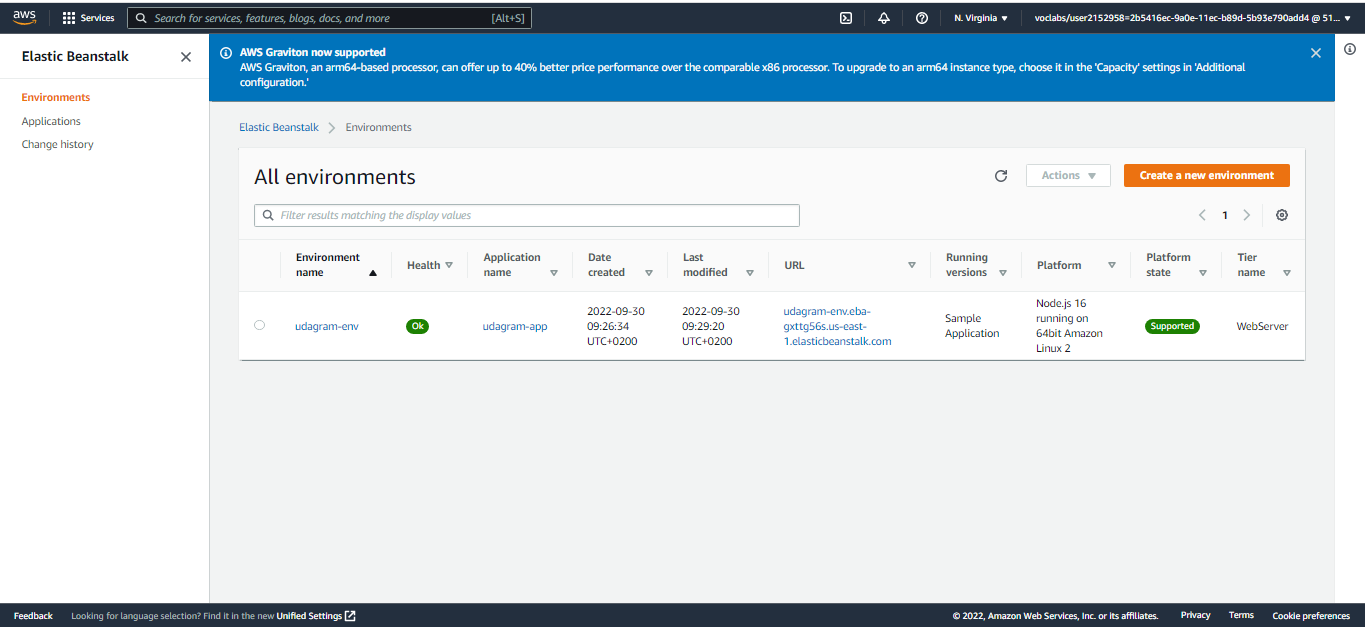 aws
Services
Search for services, features, blogs, docs, and more
[Alt+S]
N. Virginia
voclabs/user2152958=2b5416ec-9a0e-11ec-b89d-5b93e790add4 @ 51...
Elastic Beanstalk
Environments
Applications
Change history
AWS Graviton now supported
AWS Graviton, an arm64-based processor, can offer up to 40% better price performance over the comparable x86 processor. To upgrade to an arm64 instance type, choose it in the 'Capacity' settings in 'Additional
configuration.'
Elastic Beanstalk
Environments
All environments
Actions
Create a new environment
Filter results matching the display values
1
Environment
name
Health
Application
name
Date
created
Last
modified
URL
Running
versions
Platform
Platform
state
Tier
name
udagram-env
Ok
udagram-app
2022-09-30
09:26:34
UTC+0200
2022-09-30
09:29:20
UTC+0200
udagram-env.eba-
gxttg56s.us-east-
1.elasticbeanstalk.com
Sample
Application
Node.js 16
running on
64bit Amazon
Linux 2
Supported
WebServer
Feedback
Looking for language selection? Find it in the new Unified Settings
© 2022, Amazon Web Services, Inc. or its affiliates.
Privacy
Terms
Cookie preferences